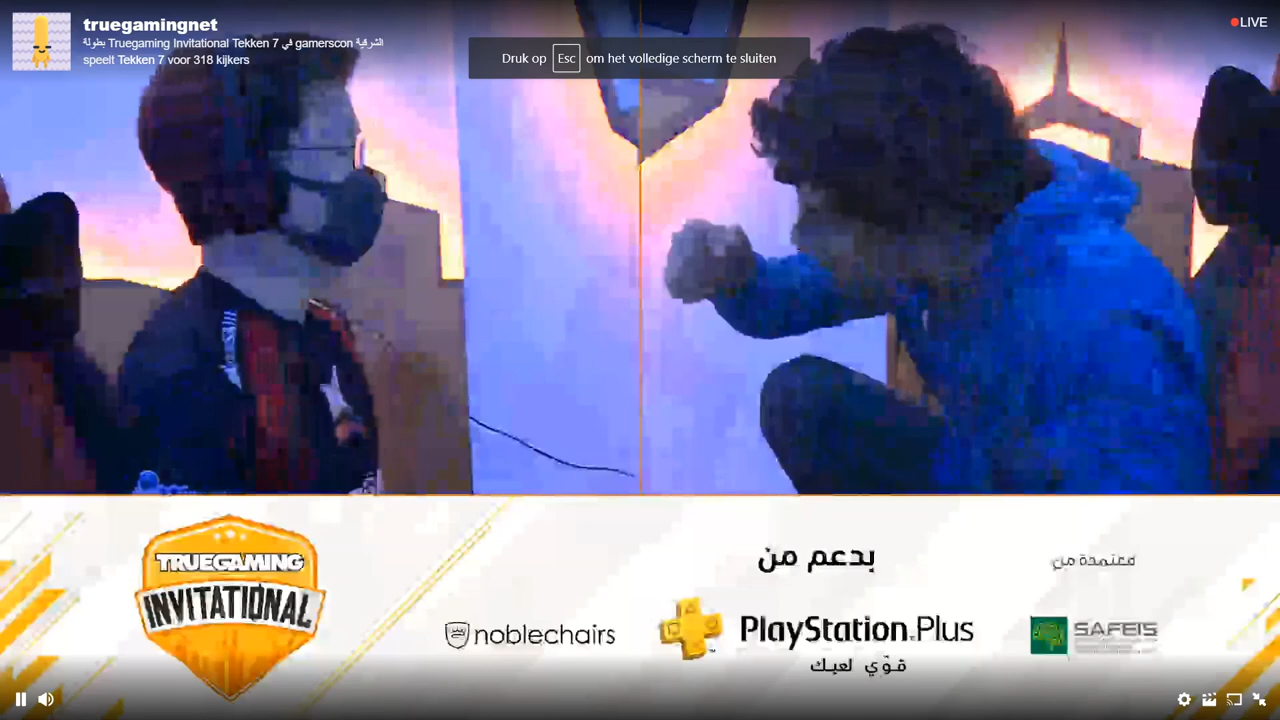 truegamingnet
LIVE
بطولة Truegaming Invitational Tekken 7 في gamerscon الشرقية
speelt Tekken 7 voor 318 kijkers
Druk op Esc om het volledige scherm te sluiten
TRUEGAMING
INVITATIONAL
بدعم من
معتمدة من
noblechairs
PlayStation Plus
SAFEIS
قوّي لعبك